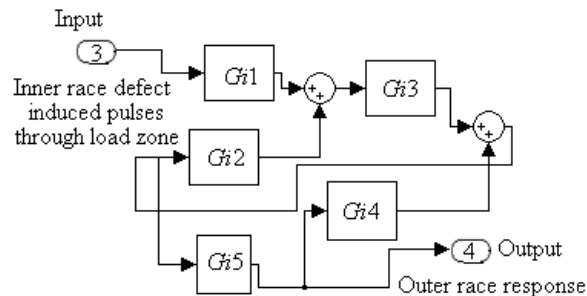 Input
3
Inner race defect
induced pulses
through load zone
Gi1
+
+
Gi3
+
+
Gi2
Gi4
Gi5
4
Output
Outer race response